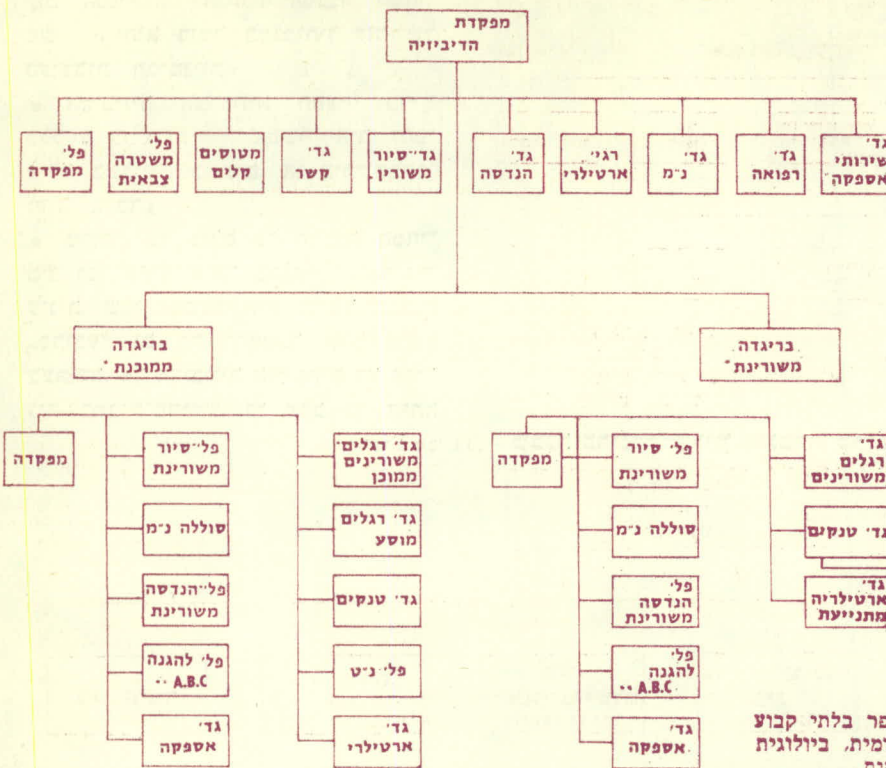 מפקדת
הדיביזיה
גד׳
שירותי
אספקה
גד׳
רפואה
גד׳
נ״מ
רגי׳
ארטילרי
גד׳
הנדסה
גד׳ סיור
משורין
גד׳
קשר
מטוסים
קלים
פל׳
משטרה
צבאית
פל׳
מפקדה
בריגדה
משורינת*
בריגדה
ממוכנת*
גד׳
רגלים
משורינים
גד׳ טנקים
גד׳
ארטילריה
מתנייעת
פל׳ סיור
משורינת
סוללה נ״מ
פל׳
הנדסה
משורינת
פל׳
להגנה
A.B.C **
גד׳
אספקה
מפקדה
גד׳ רגלים
משורינים
ממוכן
גד׳ רגלים
מוסע
גד׳ טנקים
פל׳ נ״ט
גד׳
ארטילרי
פל׳ סיור
משורינת
סוללה נ״מ
פל׳ הנדסה
משורינת
פל׳ להגנה
A.B.C **
גד׳
אספקה
מפקדה
פר בלתי קבוע
רמית, ביולוגית